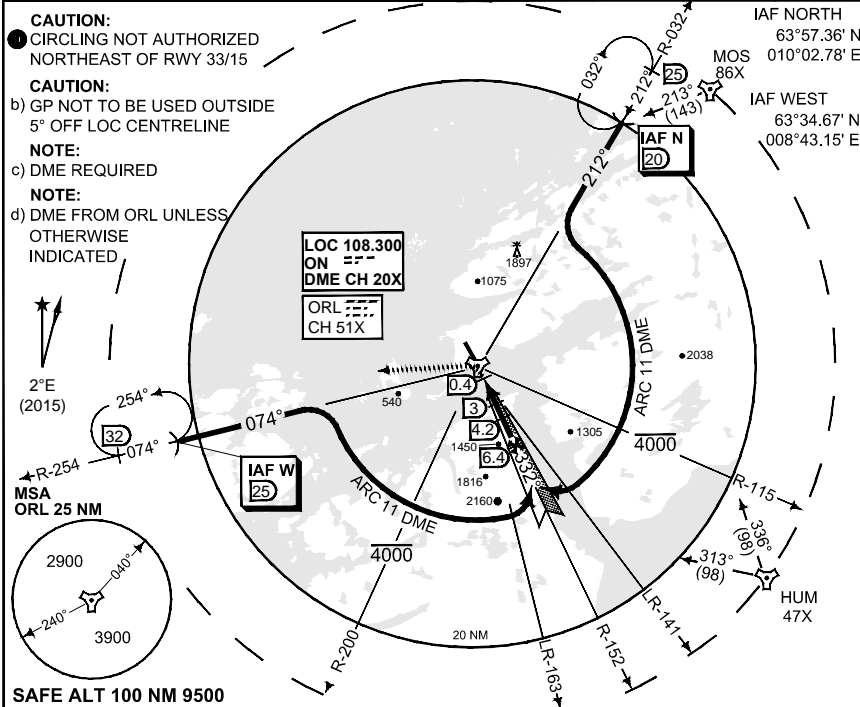 CAUTION:
CIRCLING NOT AUTHORIZED
NORTHEAST OF RWY 33/15
CAUTION:
b) GP NOT TO BE USED OUTSIDE
5° OFF LOC CENTRELINE
NOTE:
c) DME REQUIRED
NOTE:
d) DME FROM ORL UNLESS
OTHERWISE
INDICATED
IAF NORTH
63°57.36' N
010°02.78' E
IAF WEST
63°34.67' N
008°43.15' E
R-032
032°
212°
25
MOS
86X
213°
(143)
IAF N
20
212°
LOC 108.300
ON
DME CH 20X
ORL
CH 51X
1897
1075
2038
ARC 11 DME
2°E
(2015)
0.4
3
4.2
6.4
540
1450
1305
1816
2160
332°
4000
254°
32
074°
074°
R-254
IAF W
25
ARC 11 DME
4000
R-115
336°
(98)
313°
(98)
HUM
47X
MSA
ORL 25 NM
2900
040°
240°
3900
20 NM
R-200
LR-163
R-152
LR-141
SAFE ALT 100 NM 9500